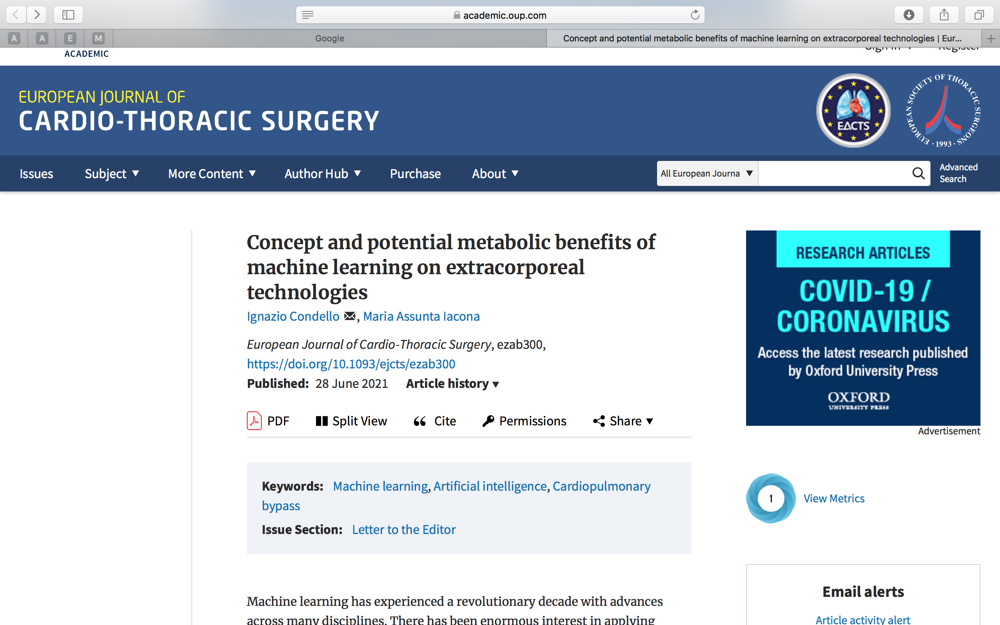 academic.oup.com
A
A
E
M
Google
Concept and potential metabolic benefits of machine learning on extracorporeal technologies | Eur...
ACADEMIC
Sign In
Register
EUROPEAN JOURNAL OF
CARDIO-THORACIC SURGERY
EACTS
EUROPEAN SOCIETY OF THORACIC SURGEONS
· 1993 ·
Issues
Subject ▼
More Content ▼
Author Hub ▼
Purchase
About ▼
All European Journa ▼
Advanced
Search
Concept and potential metabolic benefits of
machine learning on extracorporeal
technologies
Ignazio Condello , Maria Assunta Iacona
European Journal of Cardio-Thoracic Surgery, ezab300,
https://doi.org/10.1093/ejcts/ezab300
Published: 28 June 2021 Article history ▼
PDF
Split View
Cite
Permissions
Share ▼
Keywords: Machine learning, Artificial intelligence, Cardiopulmonary
bypass
Issue Section: Letter to the Editor
Machine learning has experienced a revolutionary decade with advances
across many disciplines. There has been enormous interest in applying
RESEARCH ARTICLES
COVID-19 /
CORONAVIRUS
Access the latest research published
by Oxford University Press
OXFORD
UNIVERSITY PRESS
Advertisement
1
View Metrics
Email alerts
Article activity alert